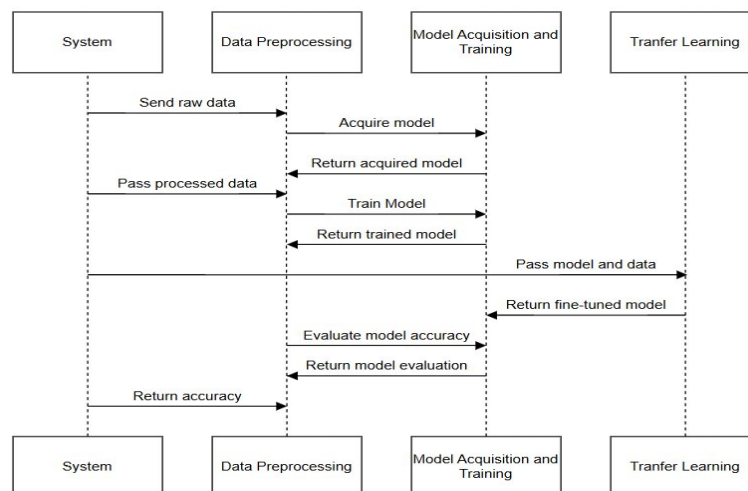 System
Data Preprocessing
Model Acquisition and
Training
Tranfer Learning
Send raw data
Acquire model
Return acquired model
Pass processed data
Train Model
Return trained model
Pass model and data
Return fine-tuned model
Evaluate model accuracy
Return model evaluation
Return accuracy
System
Data Preprocessing
Model Acquisition and
Training
Tranfer Learning